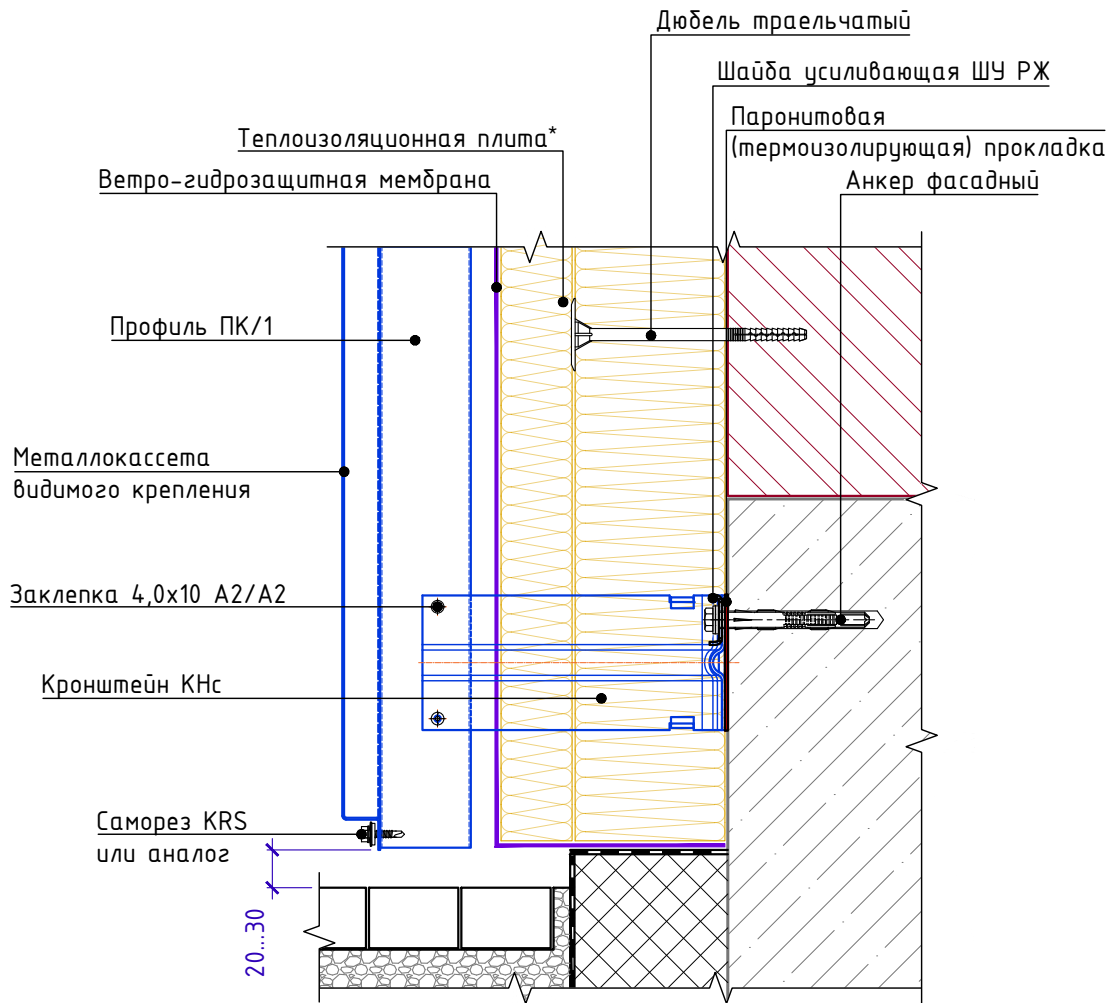 Дюбель траельчатый
Шайба усиливающая ШУ РЖ
Паронитовая
(термоизолирующая) прокладка
Теплоизоляционная плита*
Ветро-гидрозащитная мембрана
Анкер фасадный
Профиль ПК/1
Металлокассета
видимого крепления
Заклепка 4,0х10 А2/А2
Кронштейн КНс
Саморез KRS
или аналог
20...30